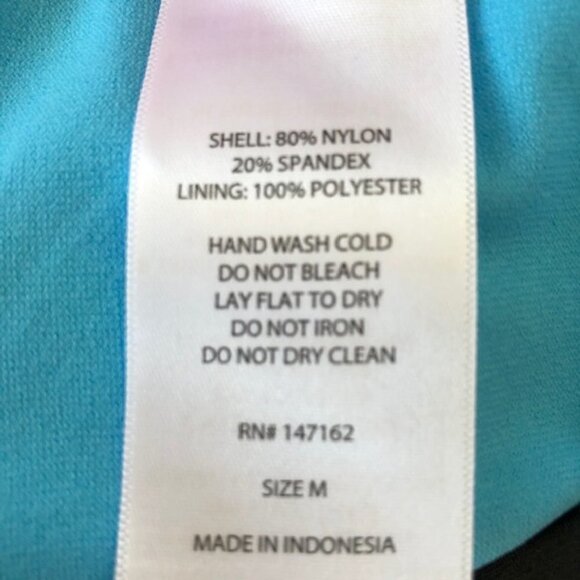 SHELL: 80% NYLON
20% SPANDEX
LINING: 100% POLYESTER
HAND WASH COLD
DO NOT BLEACH
LAY FLAT TO DRY
DO NOT IRON
DO NOT DRY CLEAN
RN# 147162
SIZE M
MADE IN INDONESIA